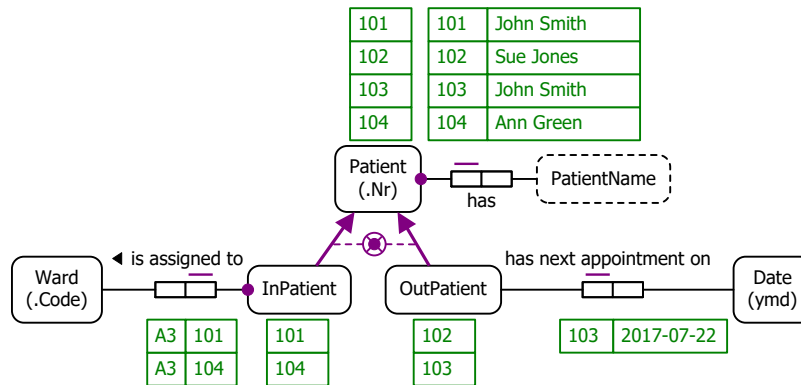 101 101 John Smith
102 102 Sue Jones
103 103 John Smith
104 104 Ann Green
Patient
(.Nr)
PatientName
has
◄ is assigned to
has next appointment on
Ward
(.Code)
InPatient
OutPatient
Date
(ymd)
A3 101 101 102 103 2017-07-22
A3 104 104 103